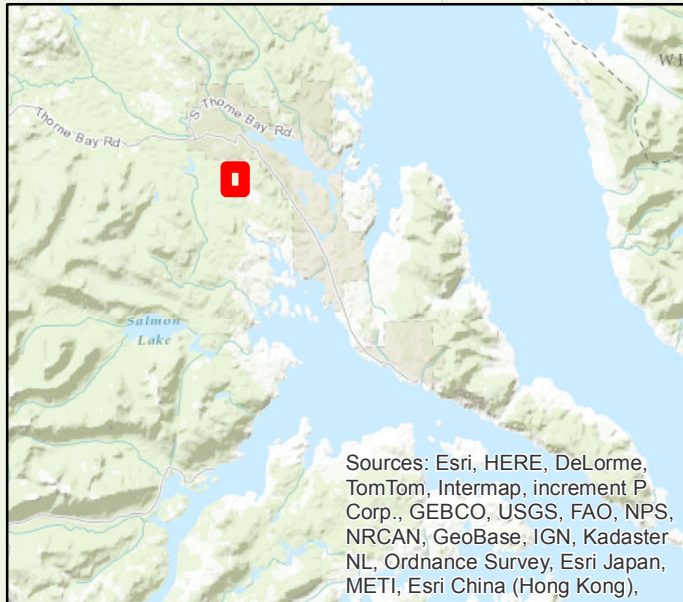 W.R
Thorne Bay Rd
S Thorne Bay Rd
Salmon
Lake
Sources: Esri, HERE, DeLorme,
TomTom, Intermap, increment P
Corp., GEBCO, USGS, FAO, NPS,
NRCAN, GeoBase, IGN, Kadaster
NL, Ordnance Survey, Esri Japan,
METI, Esri China (Hong Kong),